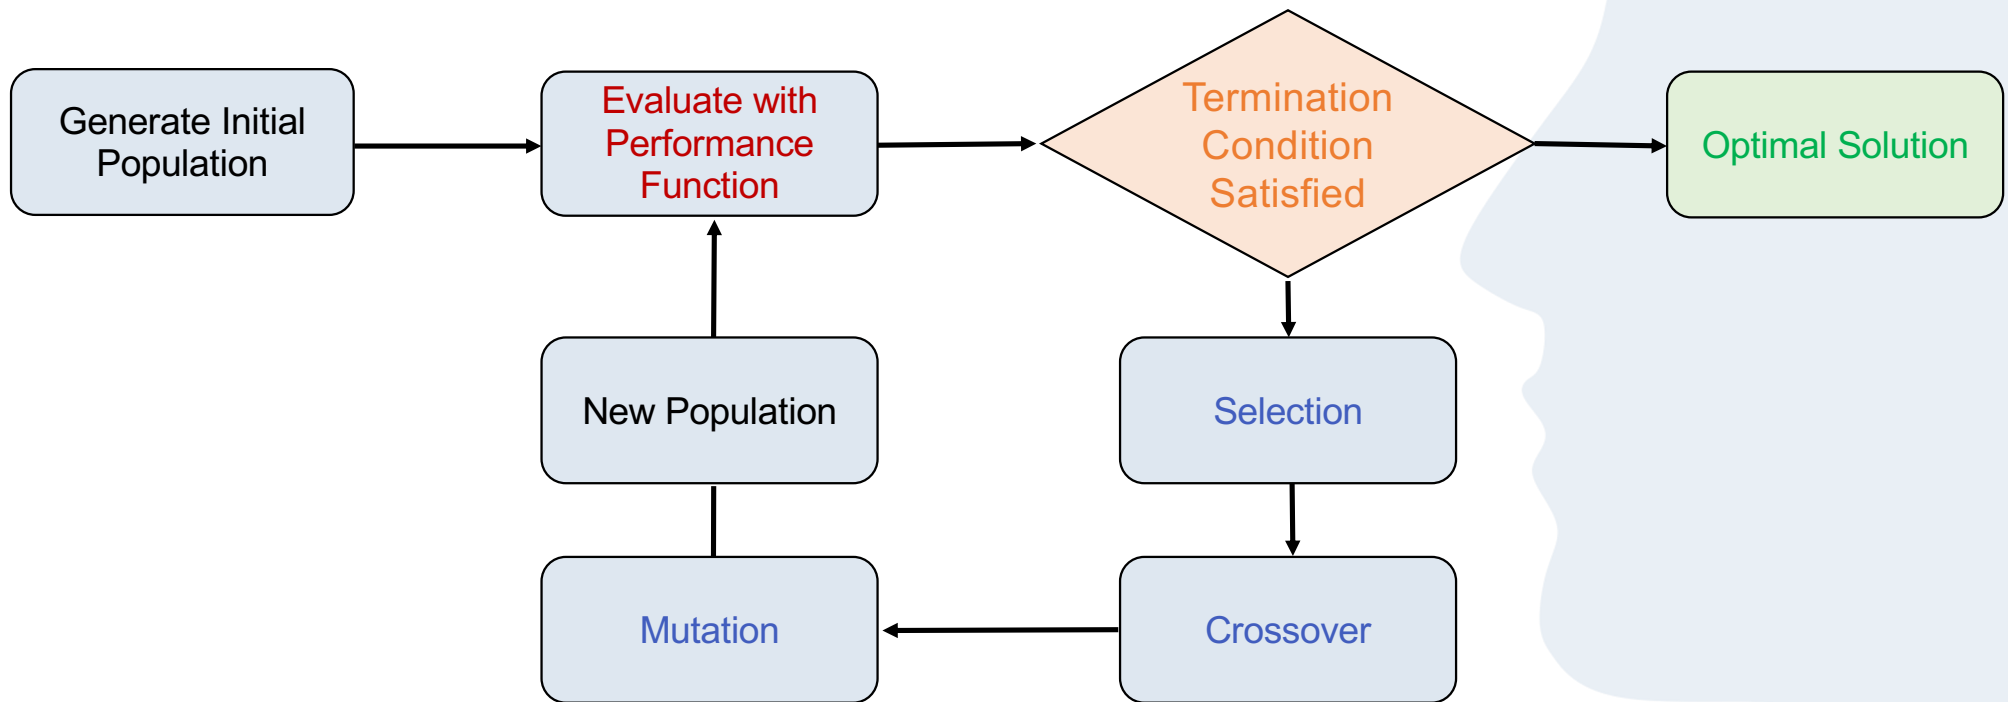 Generate Initial
Population
Evaluate with
Performance
Function
Termination
Condition
Satisfied
Optimal Solution
New Population
Selection
Mutation
Crossover